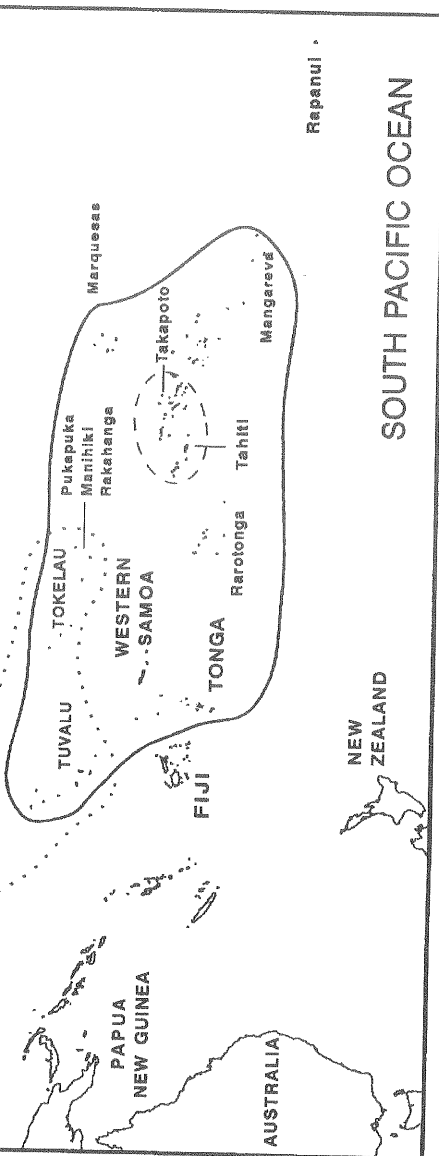 TUVALU
TOKELAU
Pukapuka
Manihiki
Rakahanga
Marquesas
PAPUA
NEW GUINEA
WESTERN
SAMOA
Takapoto
FIJI
TONGA
Rarotonga
Tahiti
Mangareva
Rapanui
AUSTRALIA
NEW
ZEALAND
SOUTH PACIFIC OCEAN